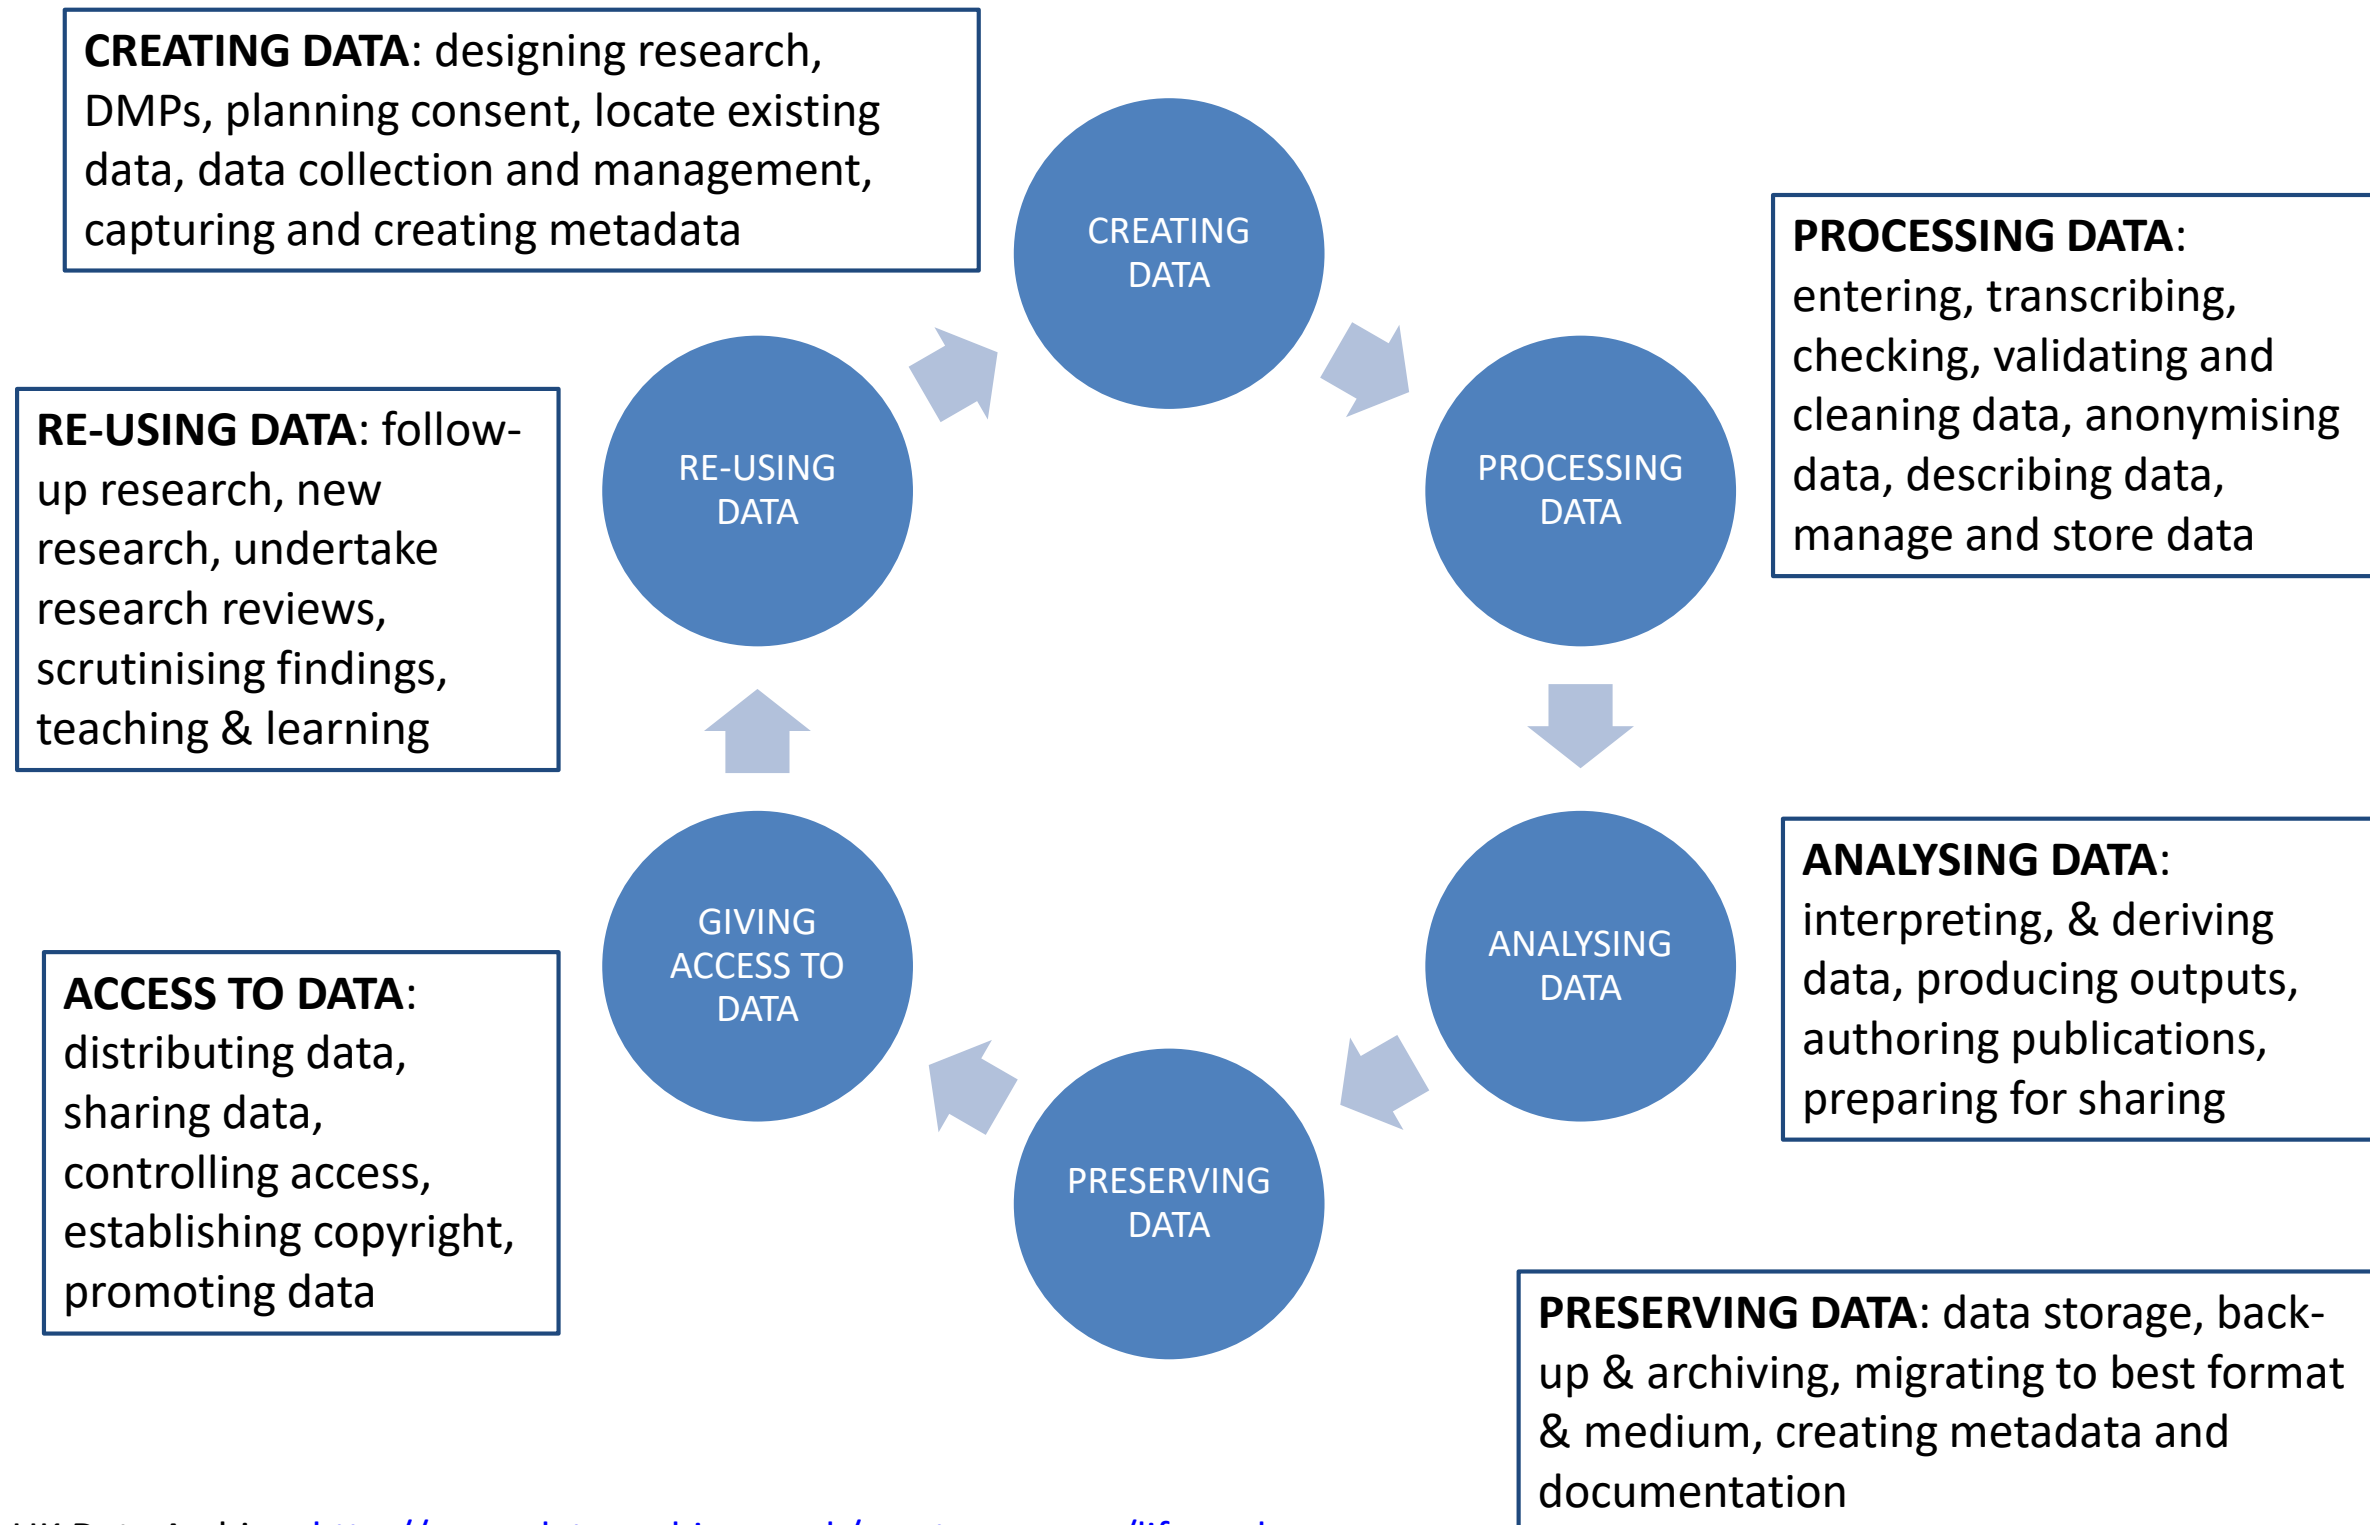 CREATING DATA: designing research,
DMPs, planning consent, locate existing
data, data collection and management,
capturing and creating metadata
CREATING
DATA
PROCESSING DATA:
entering, transcribing,
checking, validating and
cleaning data, anonymising
data, describing data,
manage and store data
RE-USING DATA: follow-
up research, new
research, undertake
research reviews,
scrutinising findings,
teaching & learning
RE-USING
DATA
PROCESSING
DATA
GIVING
ACCESS TO
DATA
ANALYSING
DATA
ANALYSING DATA:
interpreting, & deriving
data, producing outputs,
authoring publications,
preparing for sharing
ACCESS TO DATA:
distributing data,
sharing data,
controlling access,
establishing copyright,
promoting data
PRESERVING
DATA
PRESERVING DATA: data storage, back-
up & archiving, migrating to best format
& medium, creating metadata and
documentation